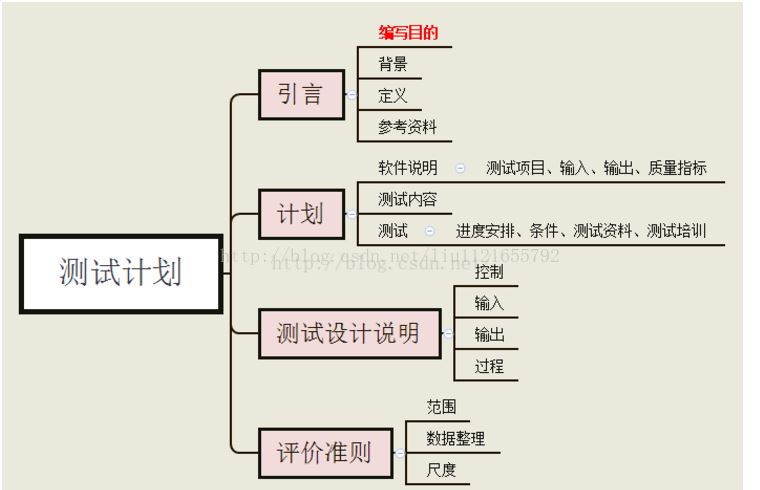 编写目的
背景
引言
定义
参考资料
软件说明 测试项目、输入、输出、质量指标
测试内容
计划
测试 进度安排、条件、测试资料、测试培训
http://blog.csdn.net/liu1121655792
http://blog.csdn.net
测试计划
控制
输入
测试设计说明
输出
过程
范围
数据整理
评价准则
尺度